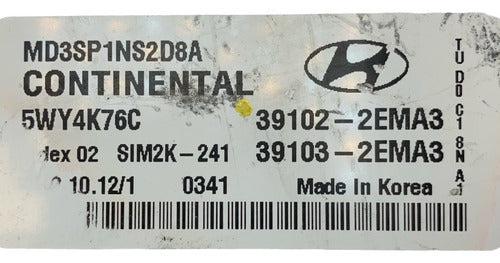 MD3SP1NS2D8A
CONTINENTAL
5WY4K76C 39102-2EMA3
dex 02 SIM2K-241 39103-2EMA3
10.12/1 0341 Made In Korea
TU D0 C1 8N A1